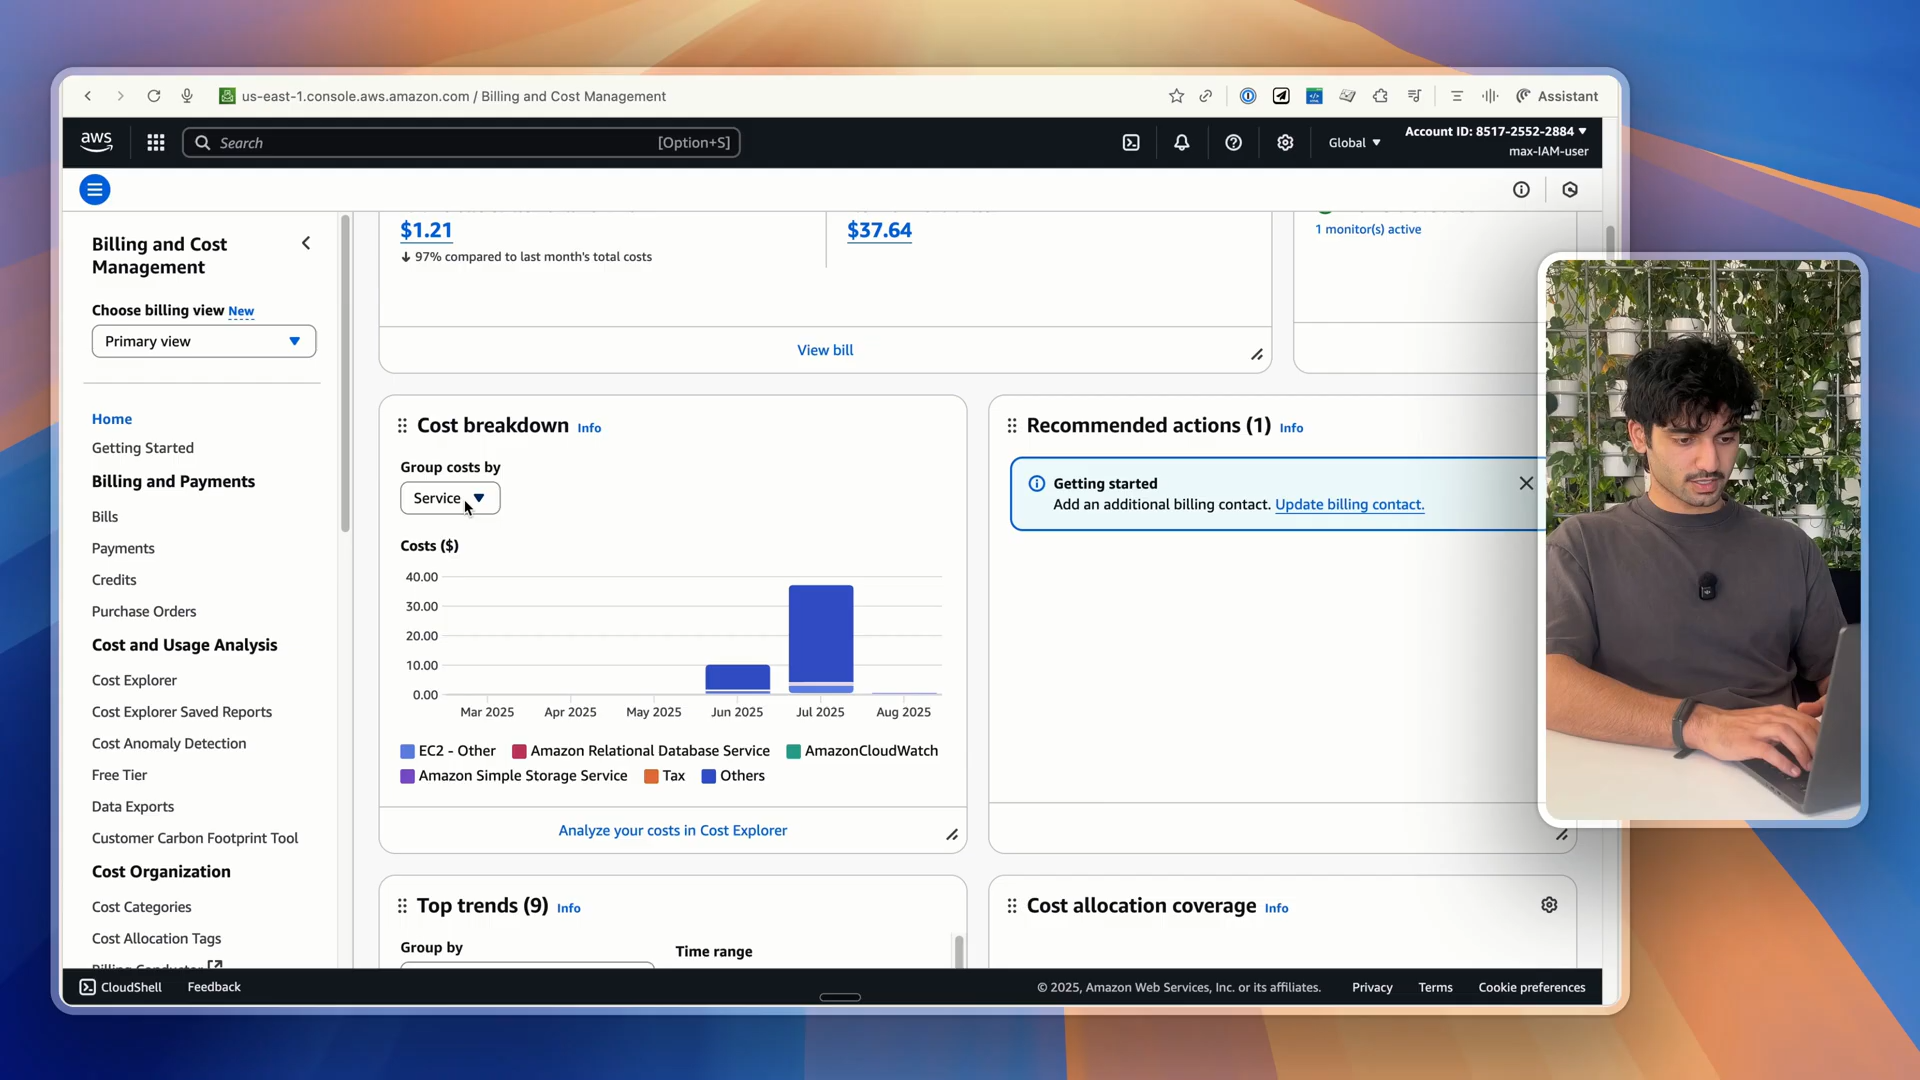 us-east-1.console.aws.amazon.com / Billing and Cost Management
Assistant
aws
Search
[Option+S]
Global
Account ID: 8517-2552-2884
max-IAM-user
Billing and Cost
Management
Choose billing view New
Primary view
Home
Getting Started
Billing and Payments
Bills
Payments
Credits
Purchase Orders
Cost and Usage Analysis
Cost Explorer
Cost Explorer Saved Reports
Cost Anomaly Detection
Free Tier
Data Exports
Customer Carbon Footprint Tool
Cost Organization
Cost Categories
Cost Allocation Tags
$1.21
97% compared to last month's total costs
$37.64
View bill
1 monitor(s) active
Cost breakdown Info
Group costs by
Service
Costs ($)
40.00
30.00
20.00
10.00
0.00
Mar 2025 Apr 2025 May 2025 Jun 2025 Jul 2025 Aug 2025
EC2 - Other Amazon Relational Database Service AmazonCloudWatch
Amazon Simple Storage Service Tax Others
Analyze your costs in Cost Explorer
Recommended actions (1) Info
Getting started
Add an additional billing contact. Update billing contact.
Top trends (9) Info
Group by
Time range
Cost allocation coverage Info
CloudShell Feedback
© 2025, Amazon Web Services, Inc. or its affiliates. Privacy Terms Cookie preferences